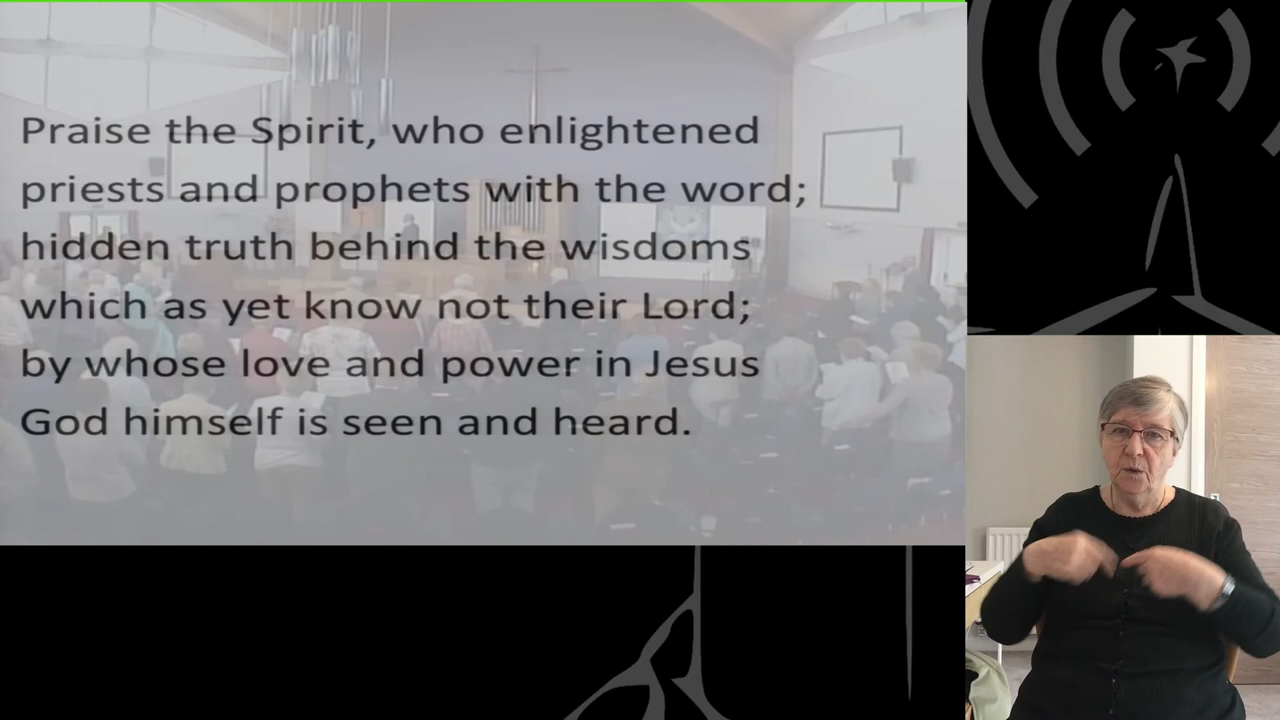 Praise the Spirit, who enlightened
priests and prophets with the word;
hidden truth behind the wisdoms
which as yet know not their Lord;
by whose love and power in Jesus
God himself is seen and heard.